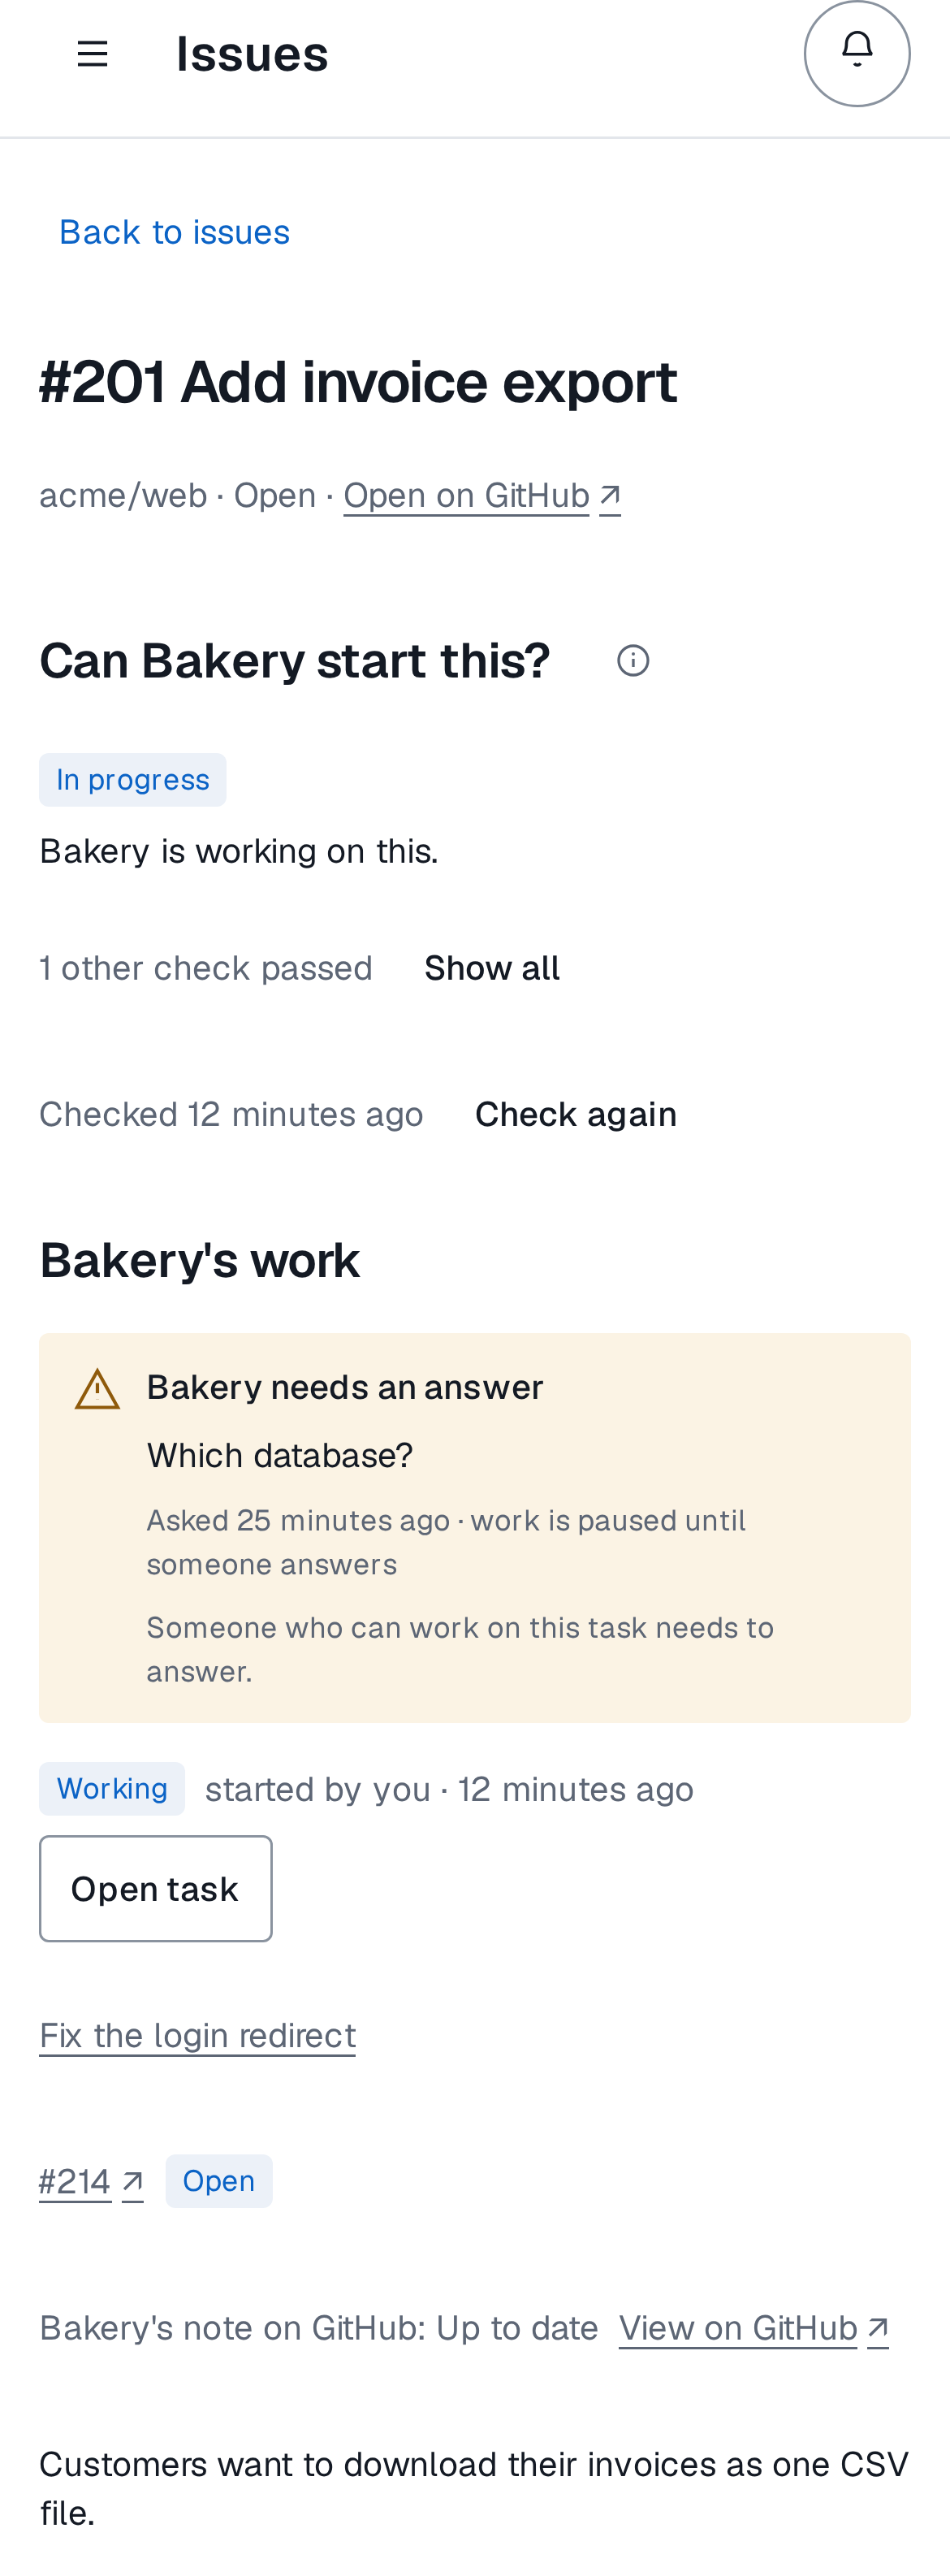 Issues
Back to issues
#201 Add invoice export
acme/web · Open · Open on GitHub ↗
Can Bakery start this?
In progress
Bakery is working on this.
1 other check passed Show all
Checked 12 minutes ago Check again
Bakery's work
Bakery needs an answer
Which database?
Asked 25 minutes ago · work is paused until
someone answers
Someone who can work on this task needs to
answer.
Working started by you · 12 minutes ago
Open task
Fix the login redirect
#214 ↗ Open
Bakery's note on GitHub: Up to date View on GitHub ↗
Customers want to download their invoices as one CSV
file.